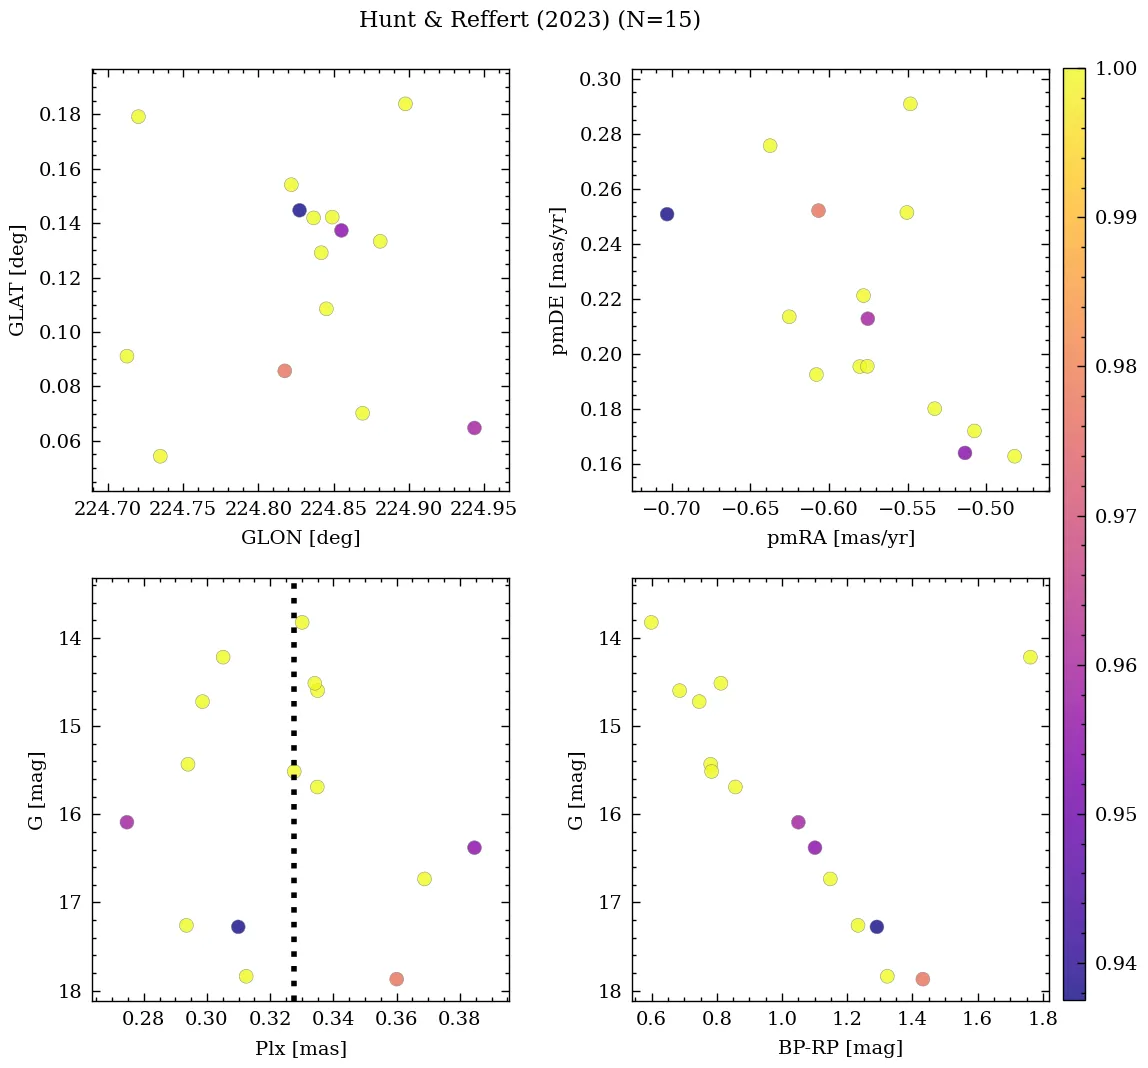 Hunt & Reffert (2023) (N=15)
0.18
0.16
0.14
0.12
0.10
0.08
0.06
GLAT [deg]
224.70 224.75 224.80 224.85 224.90 224.95
GLON [deg]
0.30
0.28
0.26
0.24
0.22
0.20
0.18
0.16
pmDE [mas/yr]
−0.70 −0.65 −0.60 −0.55 −0.50
pmRA [mas/yr]
14
15
16
17
18
G [mag]
0.28 0.30 0.32 0.34 0.36 0.38
Plx [mas]
14
15
16
17
18
G [mag]
0.6 0.8 1.0 1.2 1.4 1.6 1.8
BP-RP [mag]
1.00
0.99
0.98
0.97
0.96
0.95
0.94